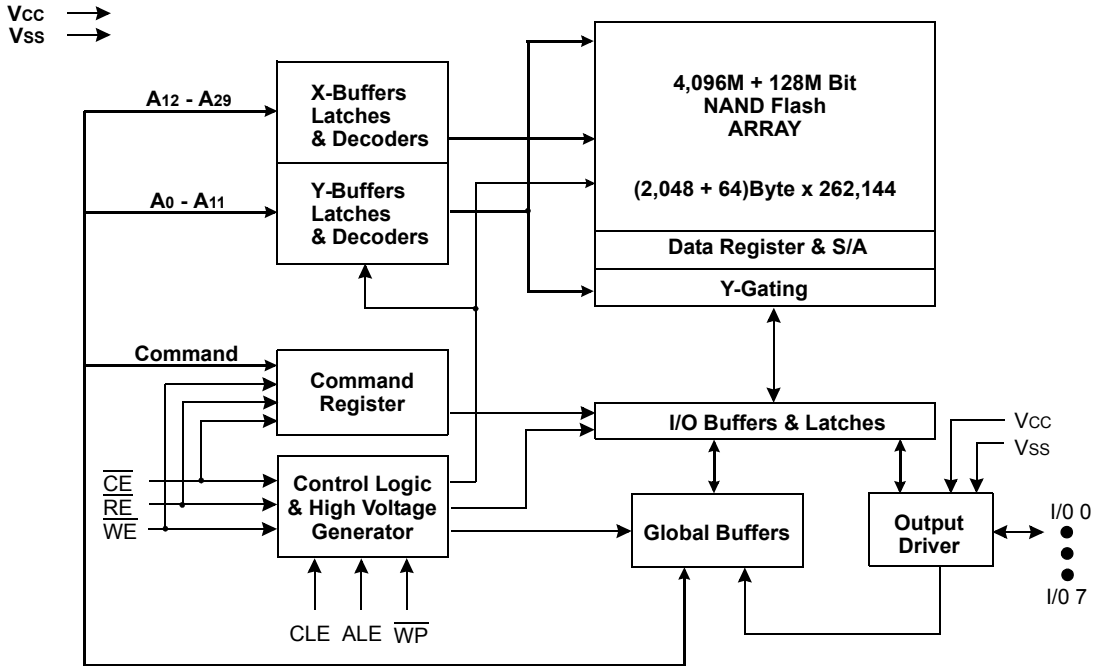 VCC
VSS
A12 - A29
X-Buffers
Latches
& Decoders
A0 - A11
Y-Buffers
Latches
& Decoders
4,096M + 128M Bit
NAND Flash
ARRAY
(2,048 + 64)Byte x 262,144
Data Register & S/A
Y-Gating
Command
Command
Register
I/O Buffers & Latches
VCC
VSS
CE
RE
WE
Control Logic
& High Voltage
Generator
Global Buffers
Output
Driver
I/0 0
I/0 7
CLE
ALE
WP